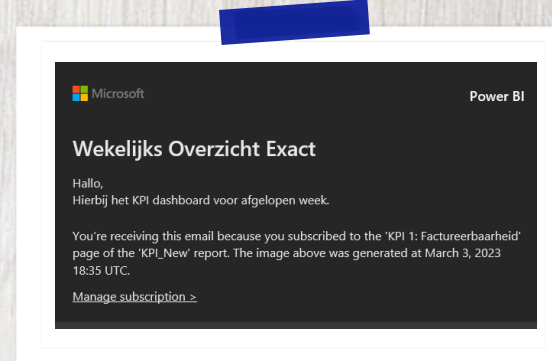 Microsoft
Power BI
Wekelijks Overzicht Exact
Hallo,
Hierbij het KPI dashboard voor afgelopen week.
You're receiving this email because you subscribed to the 'KPI 1: Factureerbaarheid'
page of the 'KPI_New' report. The image above was generated at March 3, 2023
18:35 UTC.
Manage subscription >